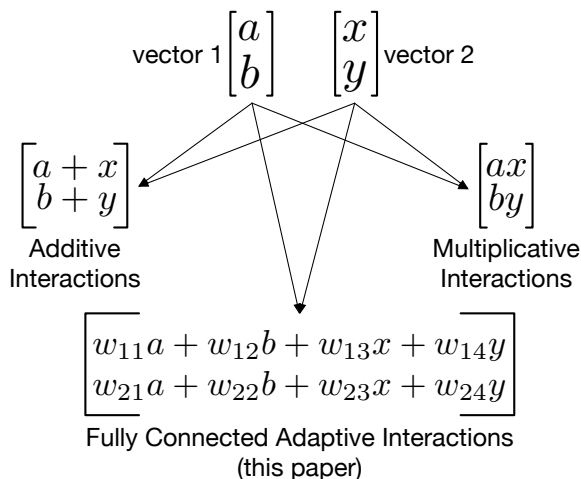 vector 1 [a b] [x y] vector 2
[a + x
b + y]
Additive
Interactions
[ax
by]
Multiplicative
Interactions
w₁₁a + w₁₂b + w₁₃x + w₁₄y
w₂₁a + w₂₂b + w₂₃x + w₂₄y
Fully Connected Adaptive Interactions
(this paper)